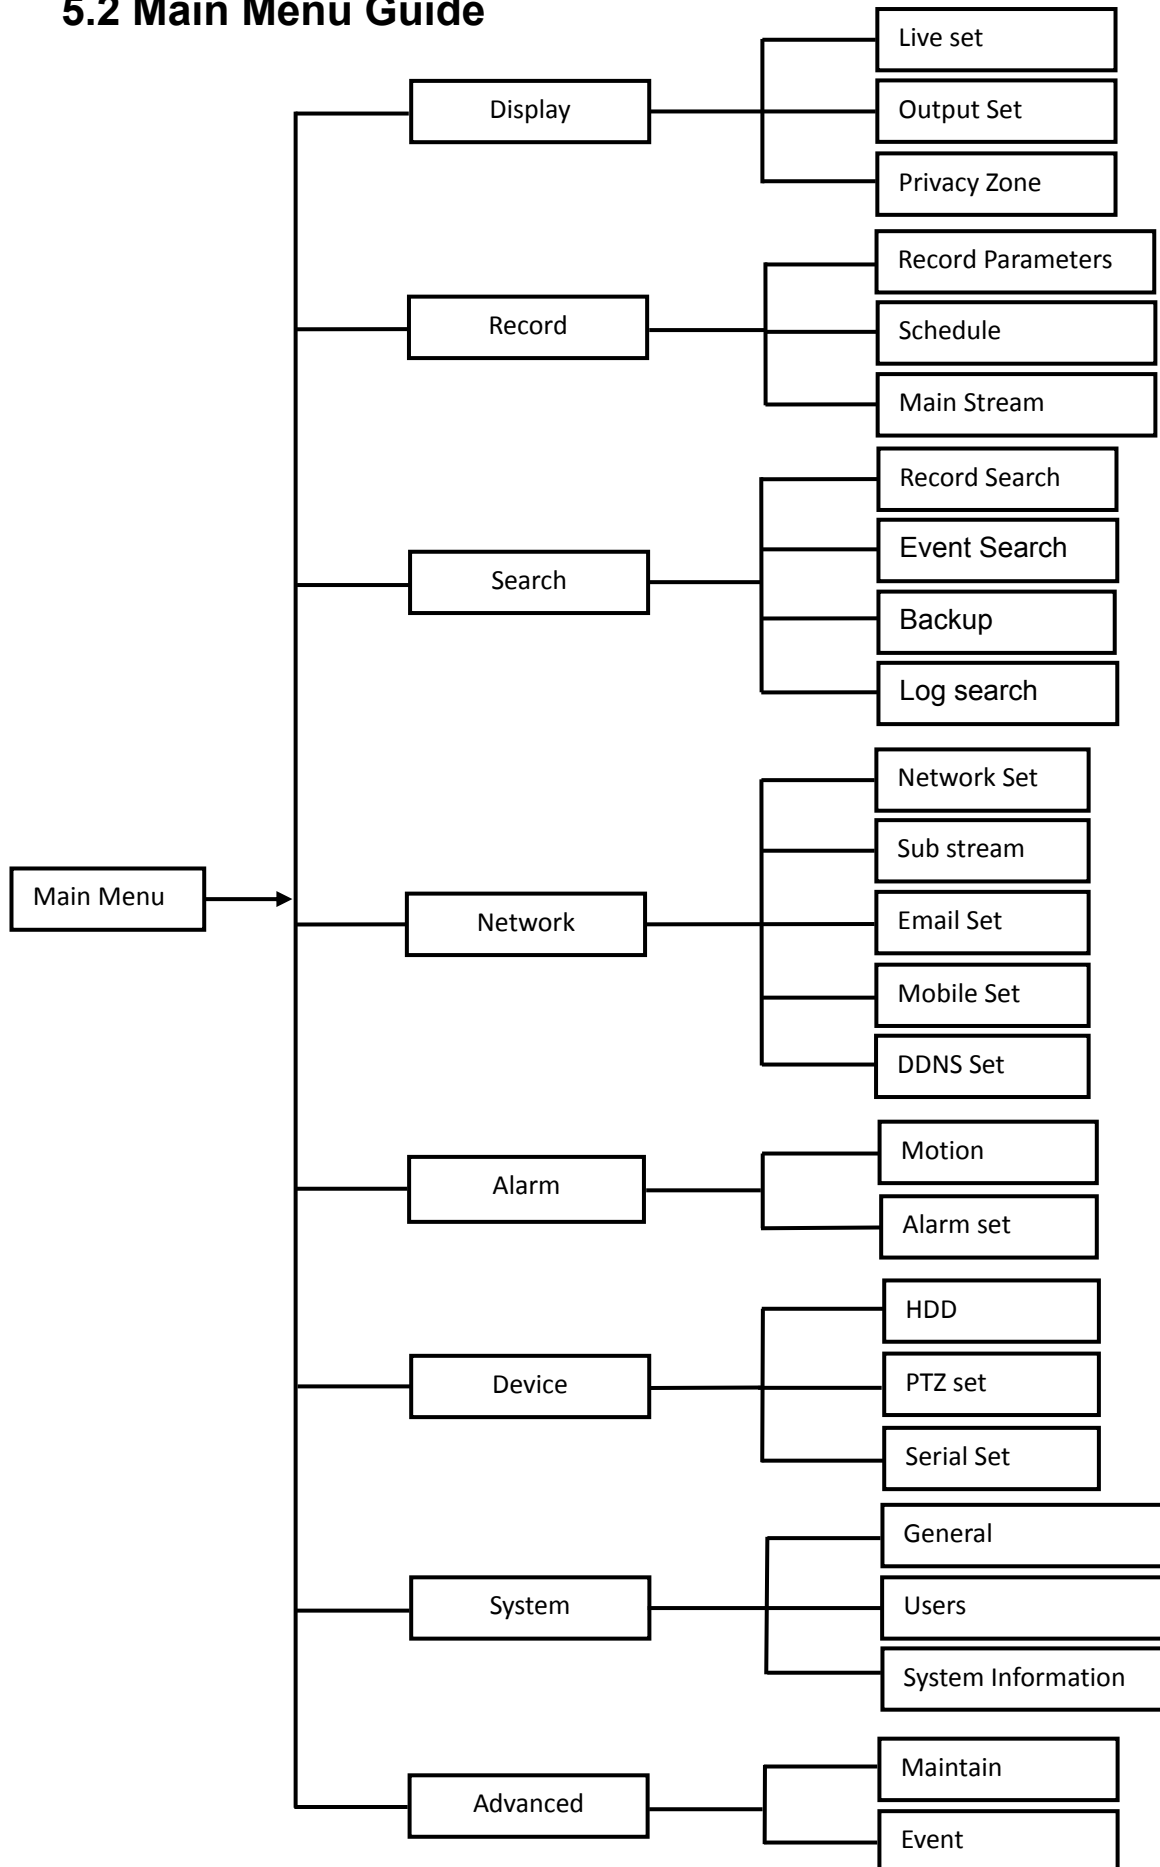 5.2 Main Menu Guide
Live set
Display
Output Set
Privacy Zone
Record Parameters
Record
Schedule
Main Stream
Record Search
Event Search
Search
Backup
Log search
Network Set
Sub stream
Main Menu
Network
Email Set
Mobile Set
DDNS Set
Motion
Alarm
Alarm set
HDD
Device
PTZ set
Serial Set
General
System
Users
System Information
Maintain
Advanced
Event